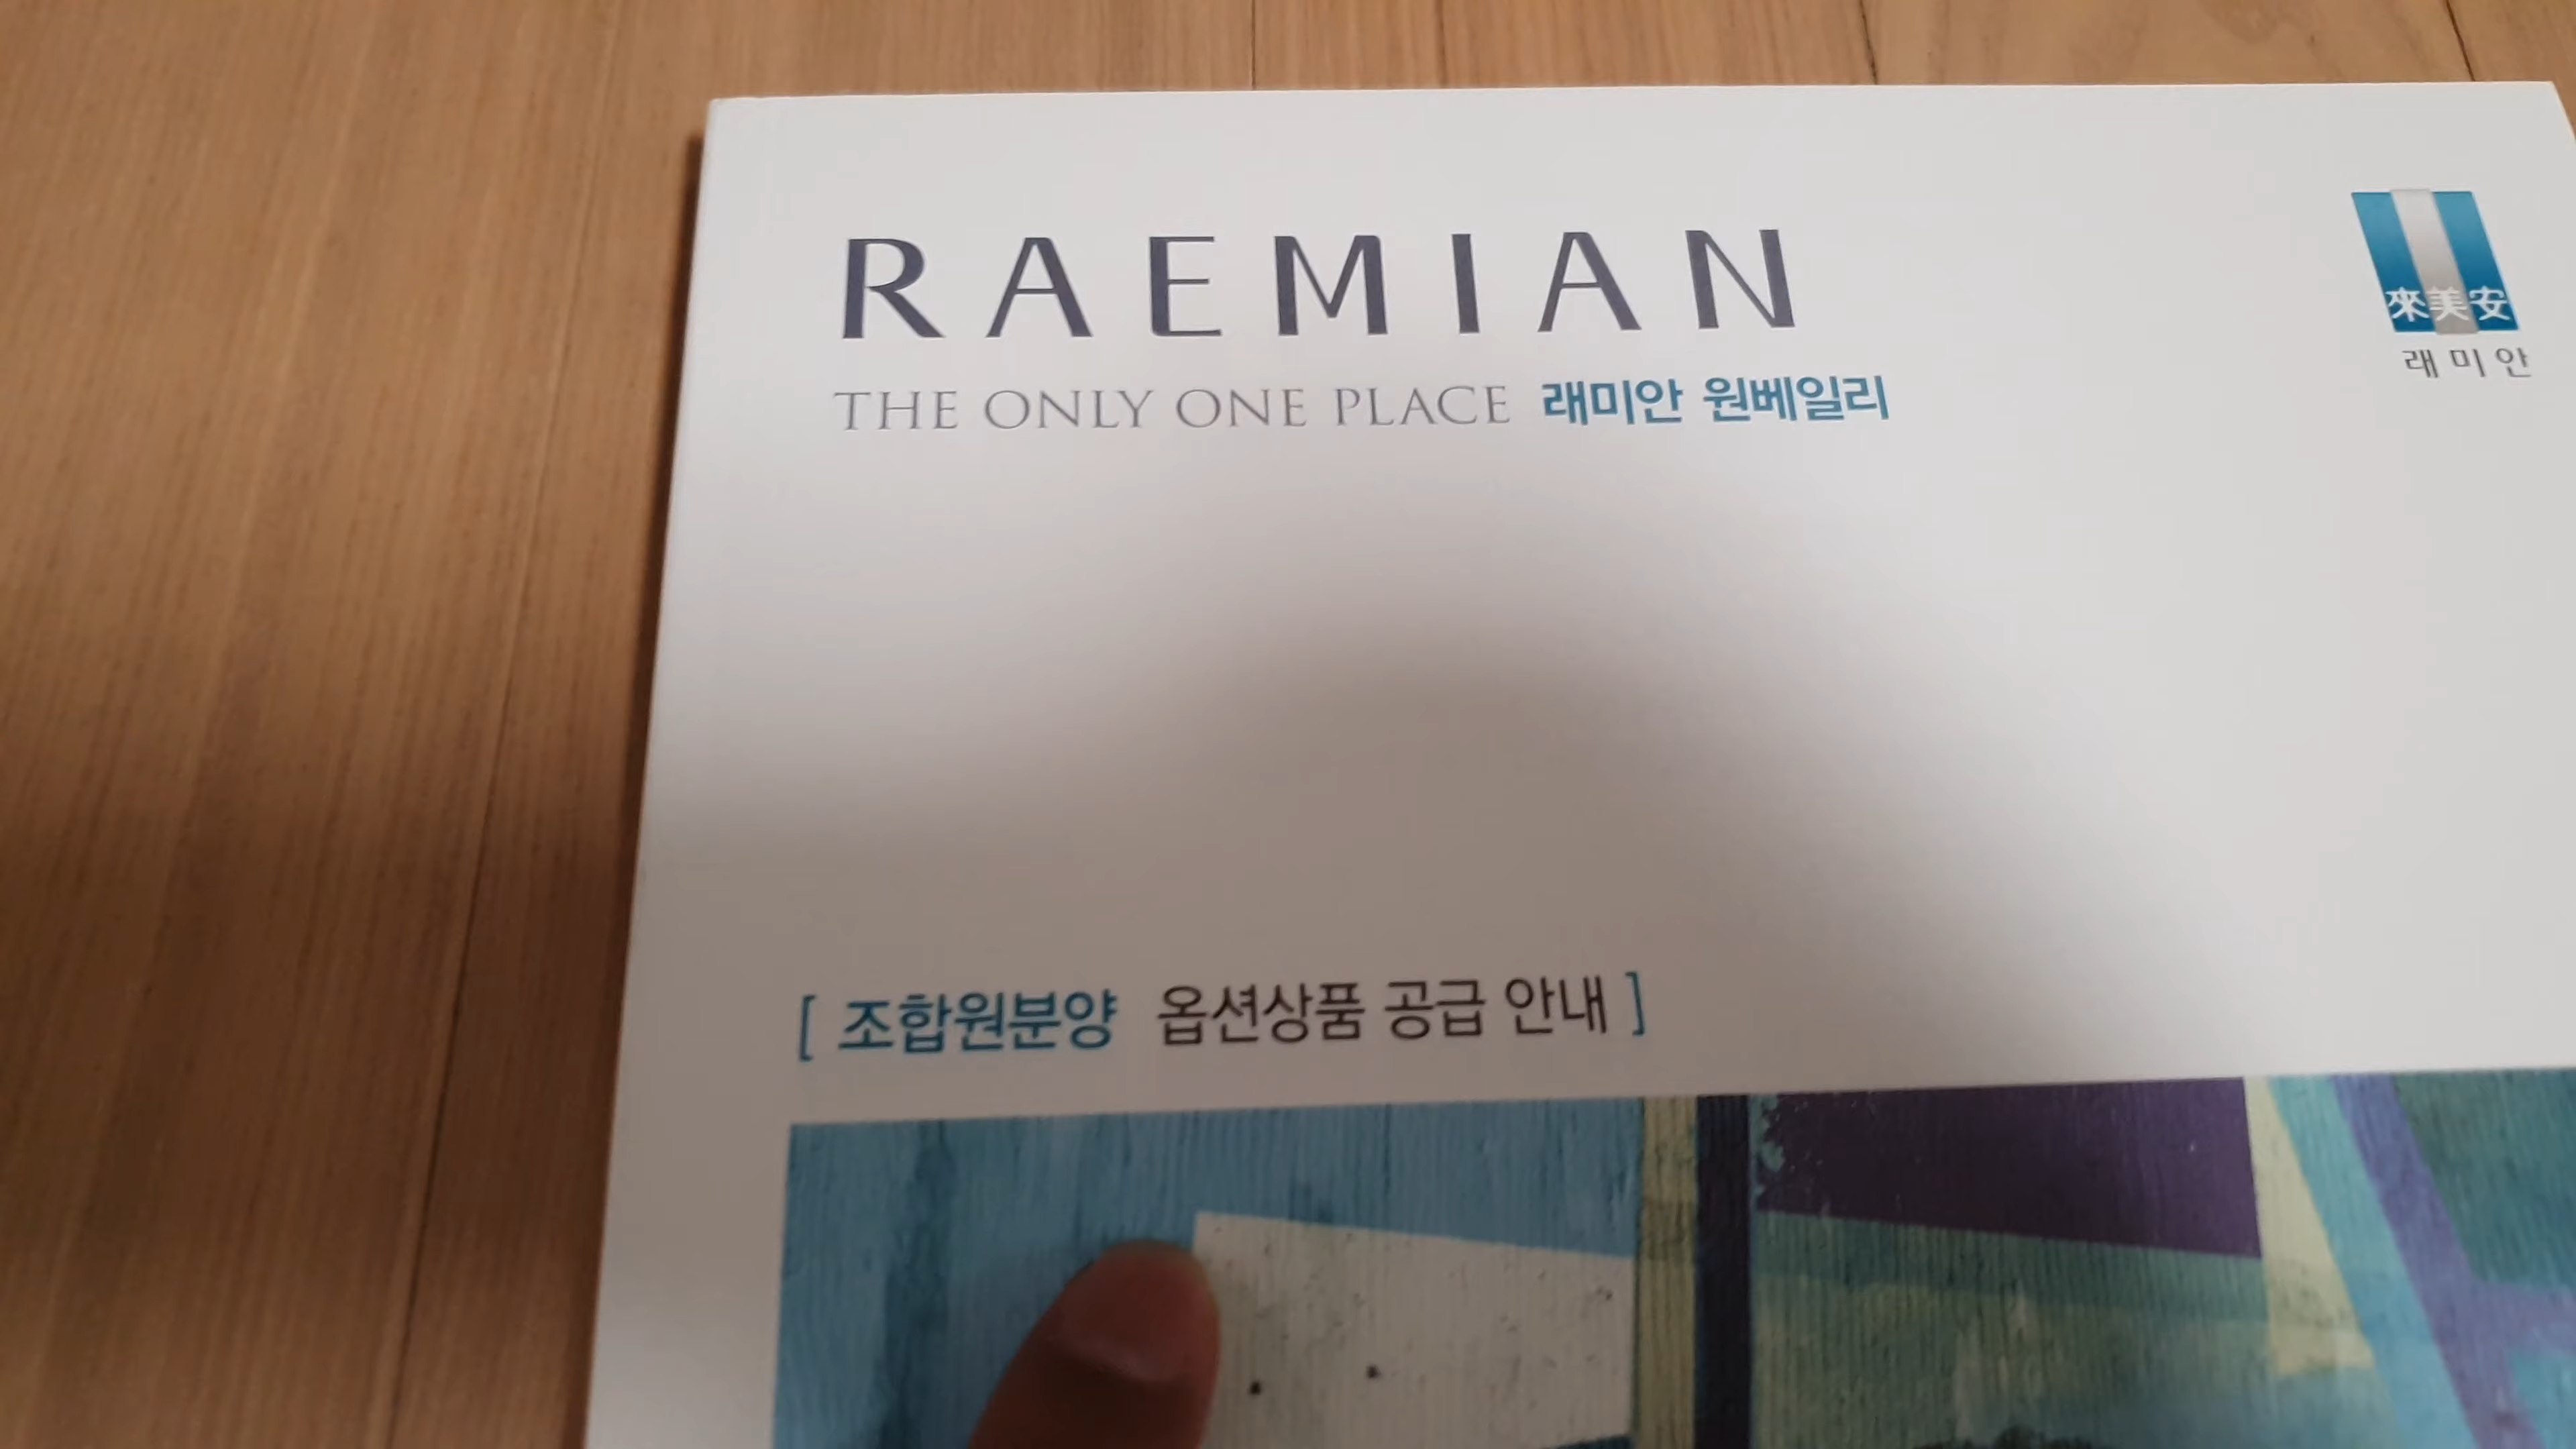 RAEMIAN
THE ONLY ONE PLACE 래미안 원베일리
來美安
래미안
[ 조합원분양 옵션상품 공급 안내 ]